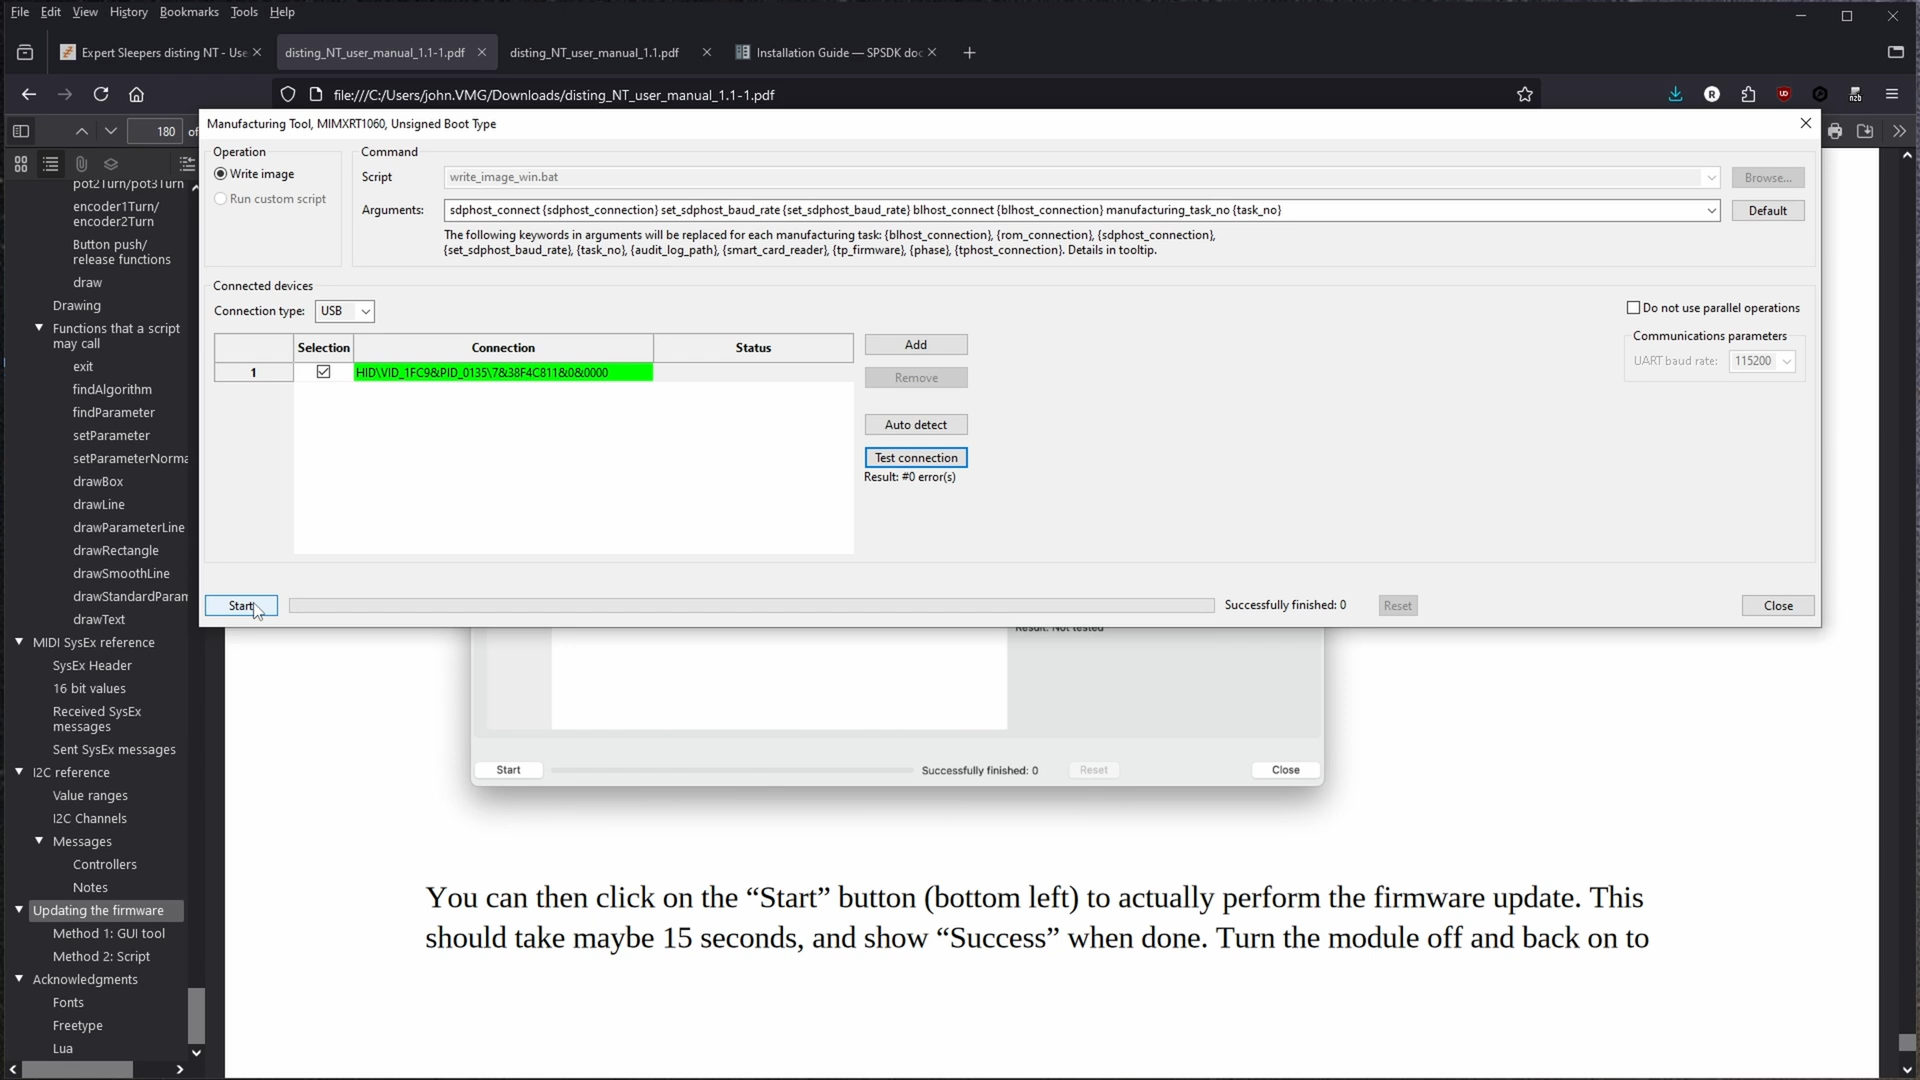 File Edit View History Bookmarks Tools Help
Expert Sleepers disting NT - Use
disting_NT_user_manual_1.1-1.pdf
disting_NT_user_manual_1.1.pdf
Installation Guide — SPSDK doc
file:///C:/Users/john.VMG/Downloads/disting_NT_user_manual_1.1-1.pdf
180 of
Manufacturing Tool, MIMXRT1060, Unsigned Boot Type
Operation
Write image
Run custom script
Command
Script
write_image_win.bat
Browse...
Arguments:
sdphost_connect {sdphost_connection} set_sdphost_baud_rate {set_sdphost_baud_rate} blhost_connect {blhost_connection} manufacturing_task_no {task_no}
Default
The following keywords in arguments will be replaced for each manufacturing task: {blhost_connection}, {rom_connection}, {sdphost_connection},
{set_sdphost_baud_rate}, {task_no}, {audit_log_path}, {smart_card_reader}, {tp_firmware}, {phase}, {tphost_connection}. Details in tooltip.
Connected devices
Connection type: USB
Do not use parallel operations
Communications parameters
UART baud rate: 115200
Selection Connection Status
1 HID\VID_1FC9&PID_0135\7&38F4C811&0&0000
Add
Remove
Auto detect
Test connection
Result: #0 error(s)
Start
Successfully finished: 0
Reset
Close
pot2Turn/pot3Turn
encoder1Turn/
encoder2Turn
Button push/
release functions
draw
Drawing
Functions that a script
may call
exit
findAlgorithm
findParameter
setParameter
setParameterNorma
drawBox
drawLine
drawParameterLine
drawRectangle
drawSmoothLine
drawStandardParam
drawText
MIDI SysEx reference
SysEx Header
16 bit values
Received SysEx
messages
Sent SysEx messages
I2C reference
Value ranges
I2C Channels
Messages
Controllers
Notes
Updating the firmware
Method 1: GUI tool
Method 2: Script
Acknowledgments
Fonts
Freetype
Lua
Result: Not tested
Start
Successfully finished: 0
Reset
Close
You can then click on the “Start” button (bottom left) to actually perform the firmware update. This
should take maybe 15 seconds, and show “Success” when done. Turn the module off and back on to